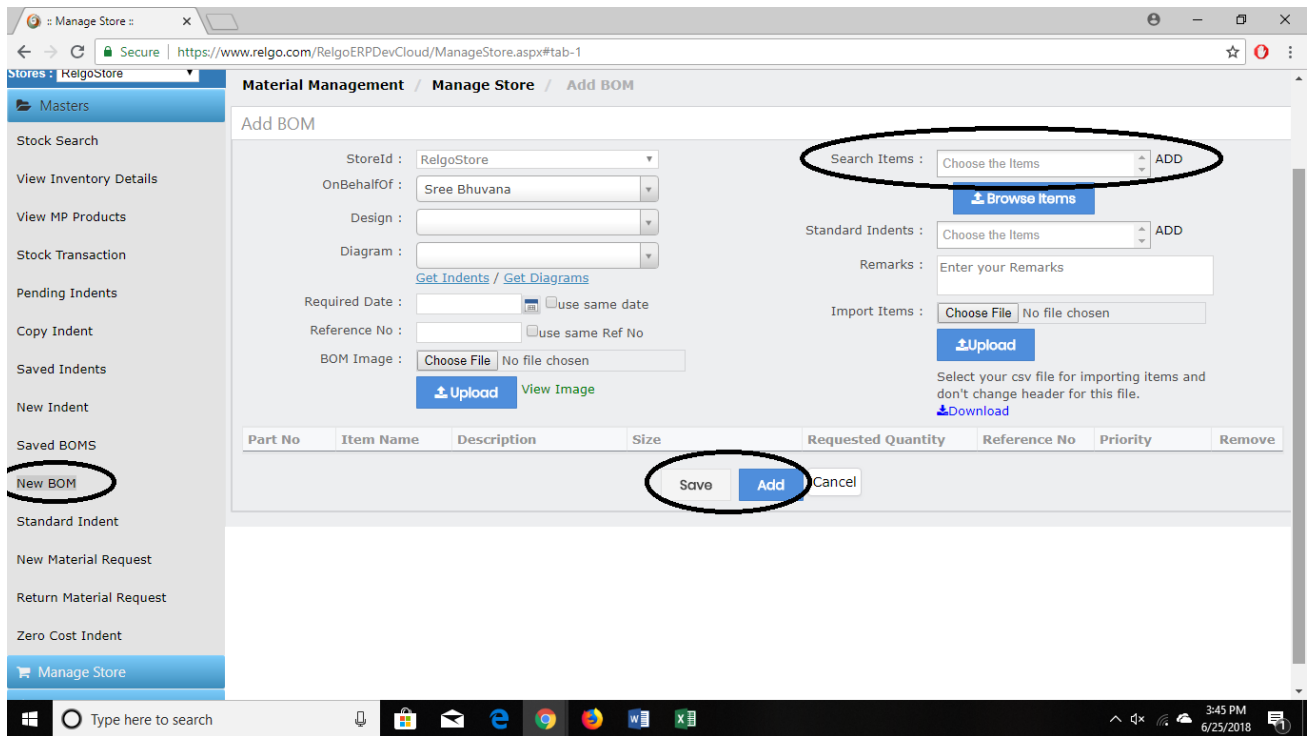 :: Manage Store ::
Secure https://www.relgo.com/RelgoERPDevCloud/ManageStore.aspx#tab-1
Stores : RelgoStore
Masters
Stock Search
View Inventory Details
View MP Products
Stock Transaction
Pending Indents
Copy Indent
Saved Indents
New Indent
Saved BOMS
New BOM
Standard Indent
New Material Request
Return Material Request
Zero Cost Indent
Manage Store
Material Management / Manage Store / Add BOM
Add BOM
StoreId : RelgoStore
OnBehalfOf : Sree Bhuvana
Design :
Diagram :
Get Indents / Get Diagrams
Required Date : use same date
Reference No : use same Ref No
BOM Image : Choose File No file chosen
Upload View Image
Search Items : Choose the Items ADD
Browse Items
Standard Indents : Choose the Items ADD
Remarks : Enter your Remarks
Import Items : Choose File No file chosen
Upload
Select your csv file for importing items and
don't change header for this file.
Download
Part No Item Name Description Size Requested Quantity Reference No Priority Remove
Save Add Cancel
Type here to search
3:45 PM
6/25/2018